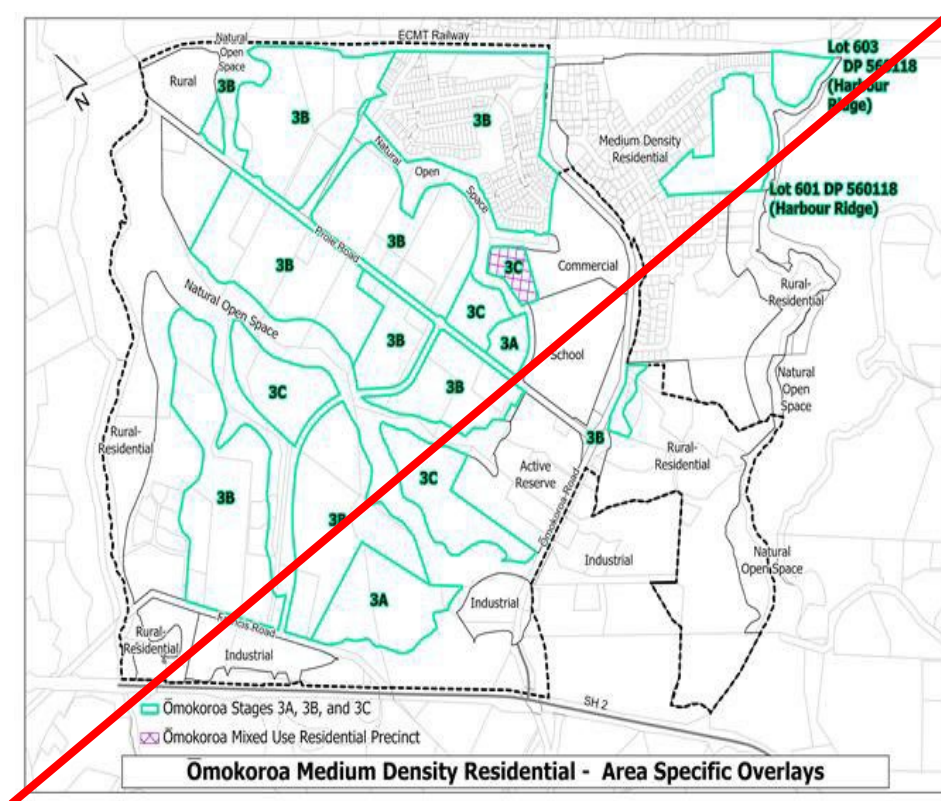 Natural
Open
Space
ECMT Railway
Lot 603
DP 560118
(Harbour
Ridge)
Rural
3B
3B
3B
Medium Density
Residential
Natural
Open
Space
Lot 601 DP 560118
(Harbour Ridge)
Prole Road
3B
3B
3C
Commercial
Rural-
Residential
Natural Open Space
3C
3A
School
3B
3B
Natural
Open
Space
3C
Rural-
Residential
3B
Rural-
Residential
3C
Active
Reserve
3B
3B
Ōmokoroa Road
Industrial
Natural
Open Space
3A
Industrial
Francis Road
Rural-
Residential
Industrial
SH 2
Ōmokoroa Stages 3A, 3B, and 3C
Ōmokoroa Mixed Use Residential Precinct
Ōmokoroa Medium Density Residential - Area Specific Overlays
N